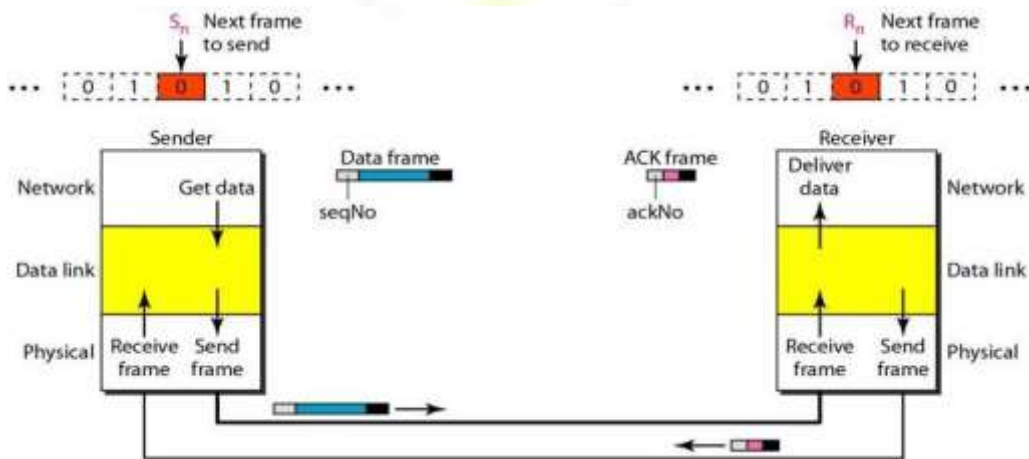 Sn Next frame
to send
Rn Next frame
to receive
••• 0 1 0 1 0 •••
••• 0 1 0 1 0 •••
Sender
Receiver
Data frame
ACK frame
seqNo
ackNo
Network
Get data
Deliver
data
Network
Data link
Data link
Physical
Receive
frame
Send
frame
Receive
frame
Send
frame
Physical